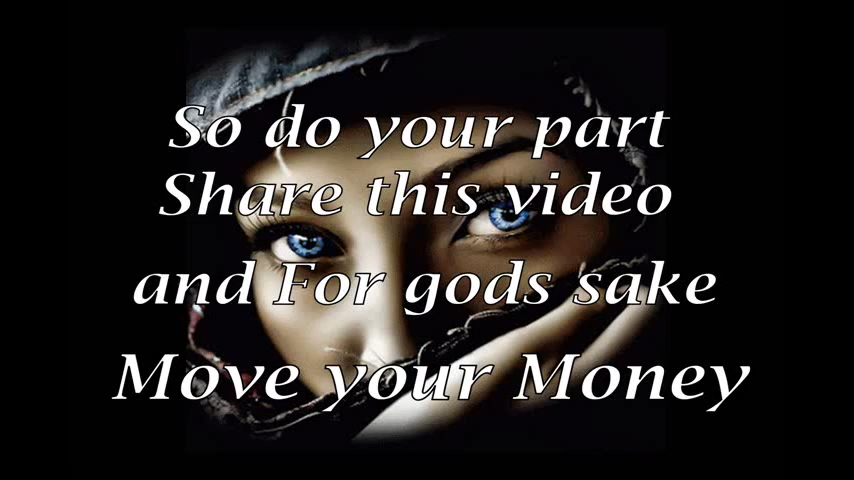 So do your part
Share this video
and For gods sake
Move your Money